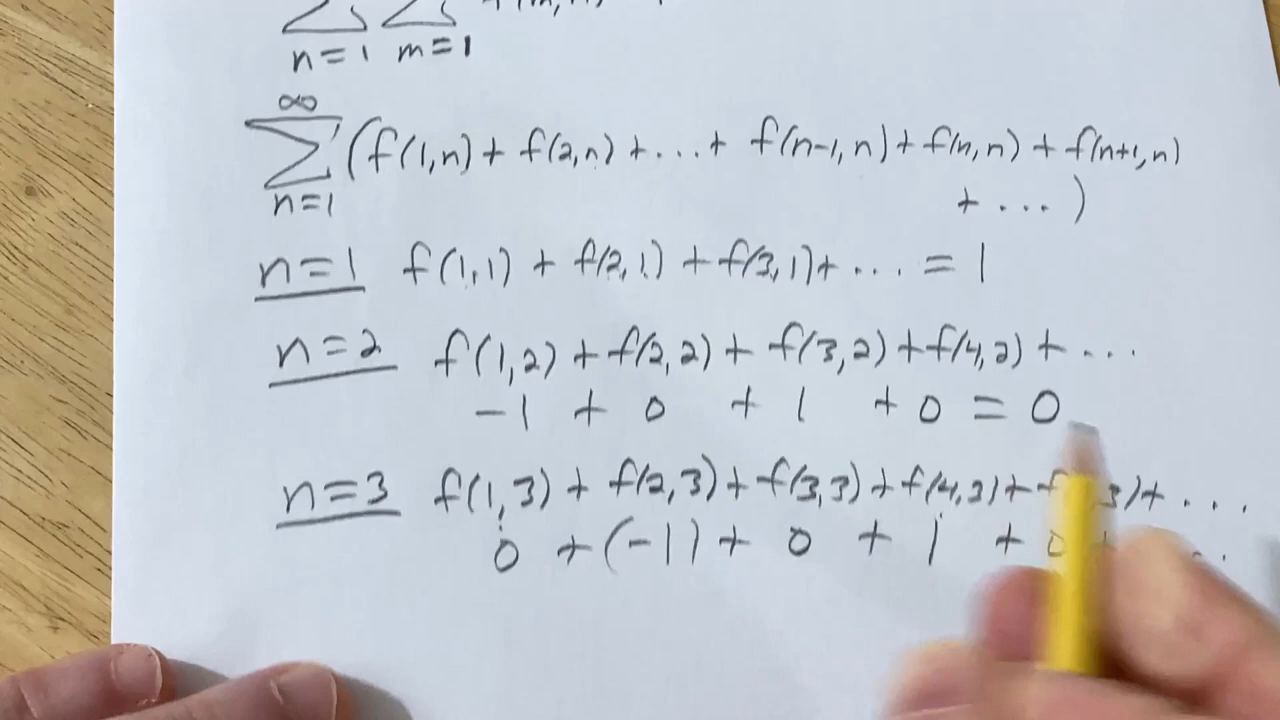 n=1 m=1
∞
∑ (f(1,n) + f(2,n) + ... + f(n-1,n) + f(n,n) + f(n+1,n)
n=1 + ... )
n=1 f(1,1) + f(2,1) + f(3,1) + ... = 1
n=2 f(1,2) + f(2,2) + f(3,2) + f(4,2) + ...
-1 + 0 + 1 + 0 = 0
n=3 f(1,3) + f(2,3) + f(3,3) + f(4,3) + f 3) + ...
0 + (-1) + 0 + 1 + 0 + ...